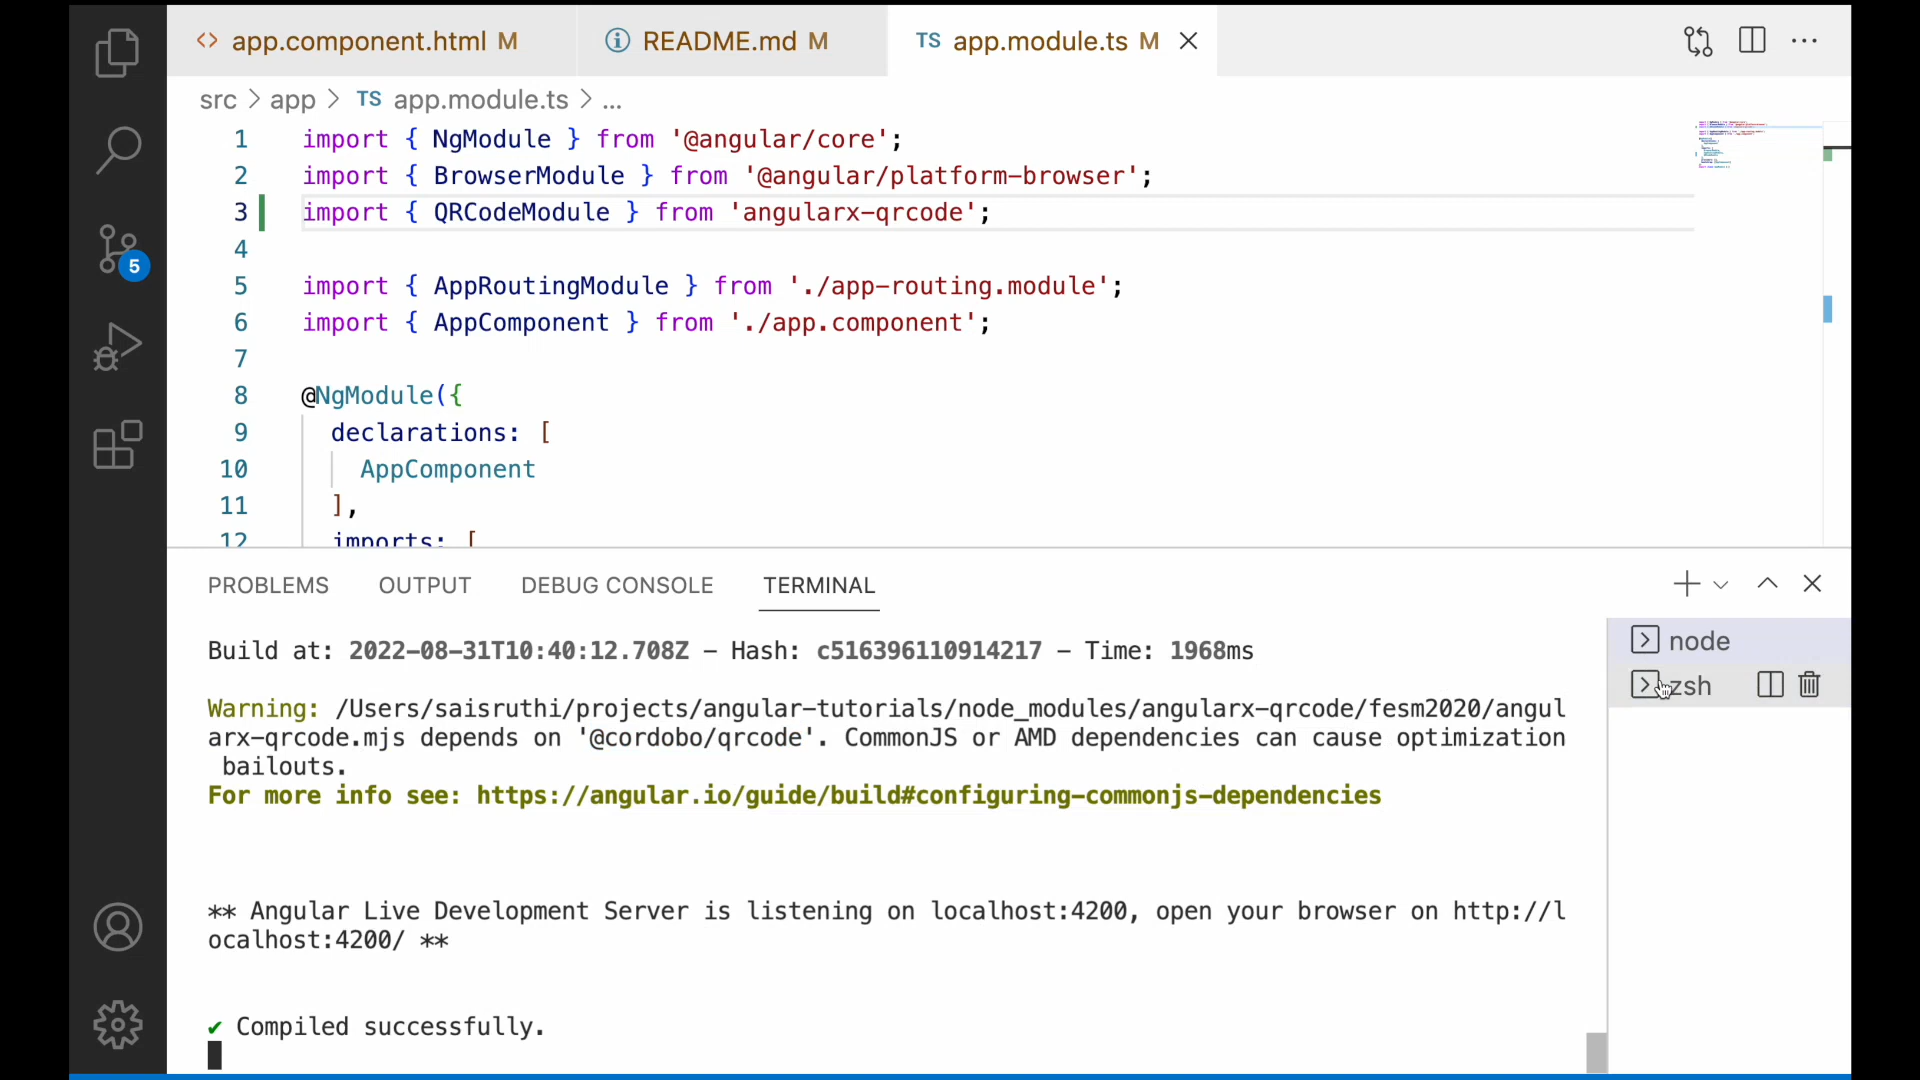 <> app.component.html M
README.md M
TS app.module.ts M
src > app > TS app.module.ts > ...
1 import { NgModule } from '@angular/core';
2 import { BrowserModule } from '@angular/platform-browser';
3 import { QRCodeModule } from 'angularx-qrcode';
4
5 import { AppRoutingModule } from './app-routing.module';
6 import { AppComponent } from './app.component';
7
8 @NgModule({
9 declarations: [
10 AppComponent
11 ],
12 imports: [
5
PROBLEMS OUTPUT DEBUG CONSOLE TERMINAL
Build at: 2022-08-31T10:40:12.708Z - Hash: c516396110914217 - Time: 1968ms
Warning: /Users/saisruthi/projects/angular-tutorials/node_modules/angularx-qrcode/fesm2020/angul
arx-qrcode.mjs depends on '@cordobo/qrcode'. CommonJS or AMD dependencies can cause optimization
bailouts.
For more info see: https://angular.io/guide/build#configuring-commonjs-dependencies
** Angular Live Development Server is listening on localhost:4200, open your browser on http://l
ocalhost:4200/ **
✔ Compiled successfully.
node
zsh